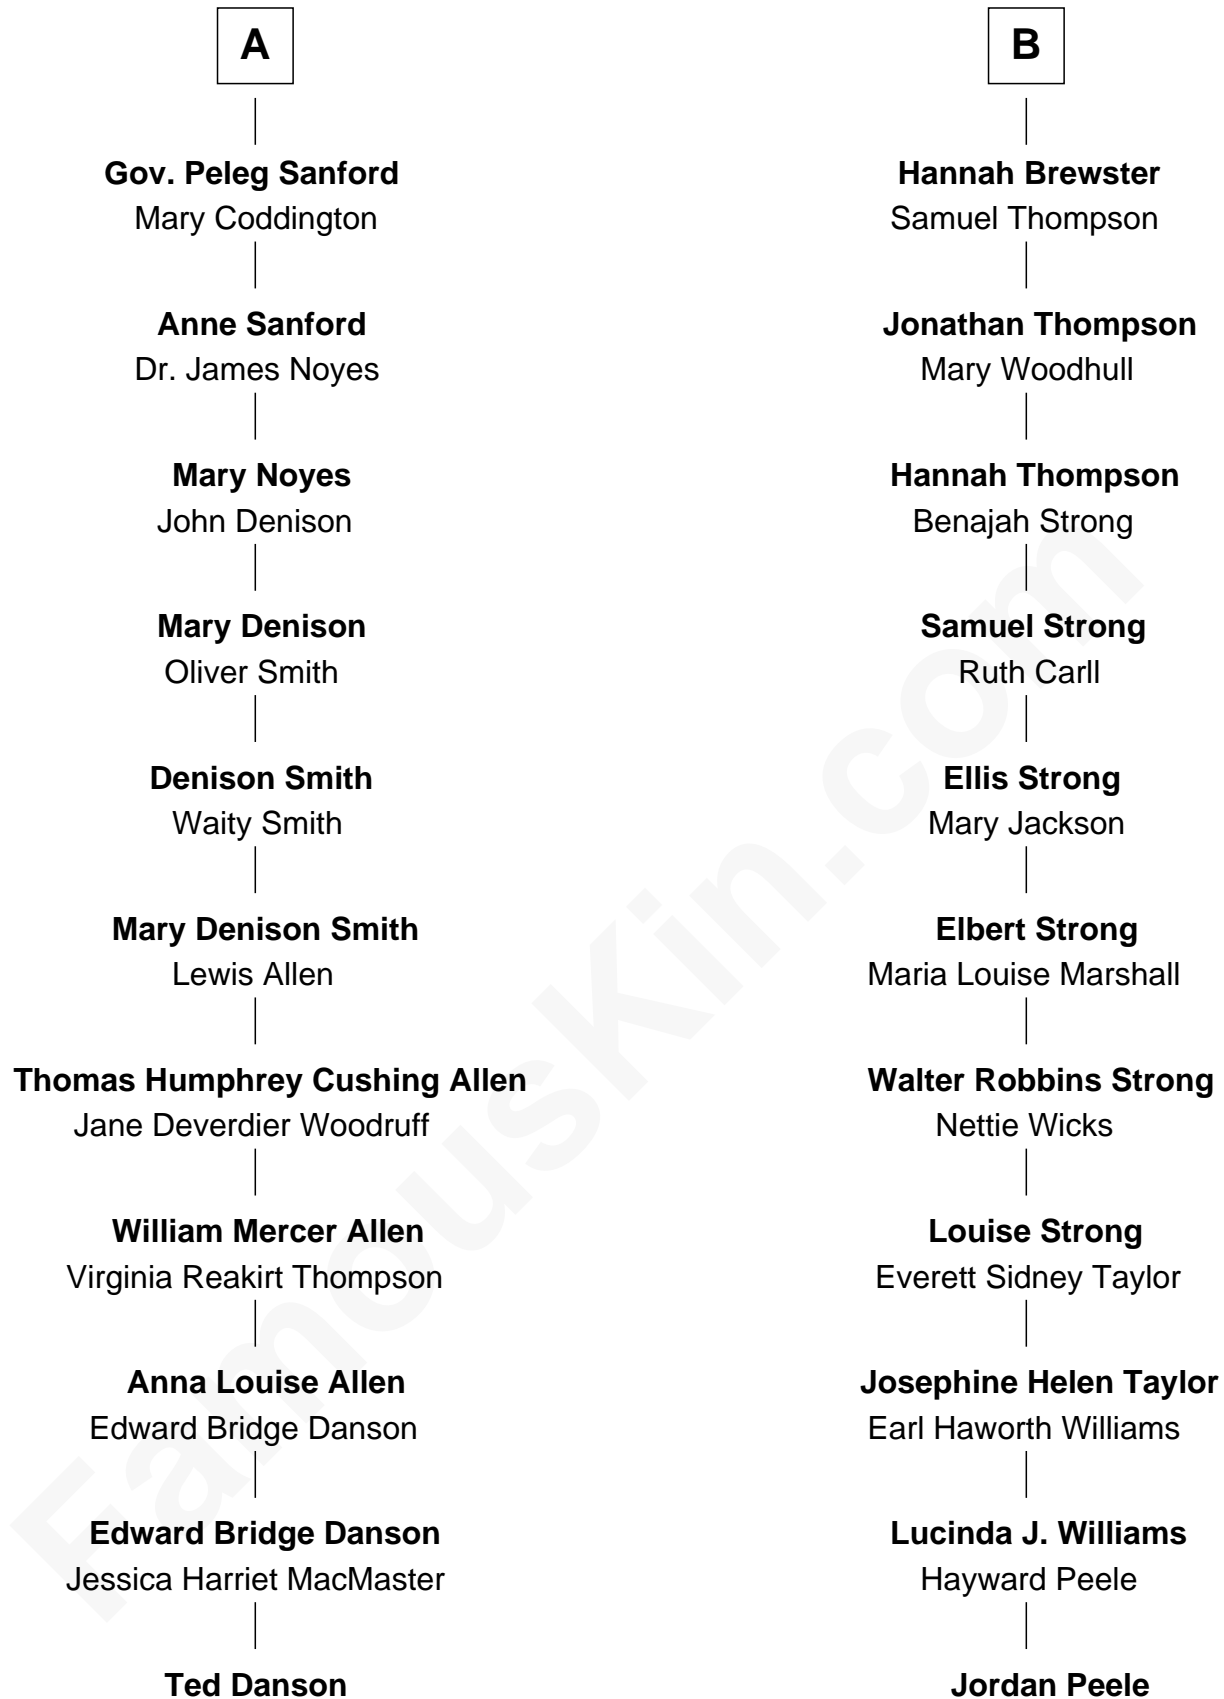 A
Gov. Peleg Sanford
Mary Coddington
Anne Sanford
Dr. James Noyes
Mary Noyes
John Denison
Mary Denison
Oliver Smith
Denison Smith
Waity Smith
Mary Denison Smith
Lewis Allen
Thomas Humphrey Cushing Allen
Jane Deverdier Woodruff
William Mercer Allen
Virginia Reakirt Thompson
Anna Louise Allen
Edward Bridge Danson
Edward Bridge Danson
Jessica Harriet MacMaster
Ted Danson
B
Hannah Brewster
Samuel Thompson
Jonathan Thompson
Mary Woodhull
Hannah Thompson
Benajah Strong
Samuel Strong
Ruth Carll
Ellis Strong
Mary Jackson
Elbert Strong
Maria Louise Marshall
Walter Robbins Strong
Nettie Wicks
Louise Strong
Everett Sidney Taylor
Josephine Helen Taylor
Earl Haworth Williams
Lucinda J. Williams
Hayward Peele
Jordan Peele
FamousKin.com